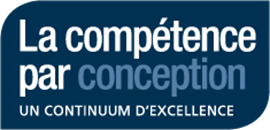 La compétence
par conception
UN CONTINUUM D'EXCELLENCE